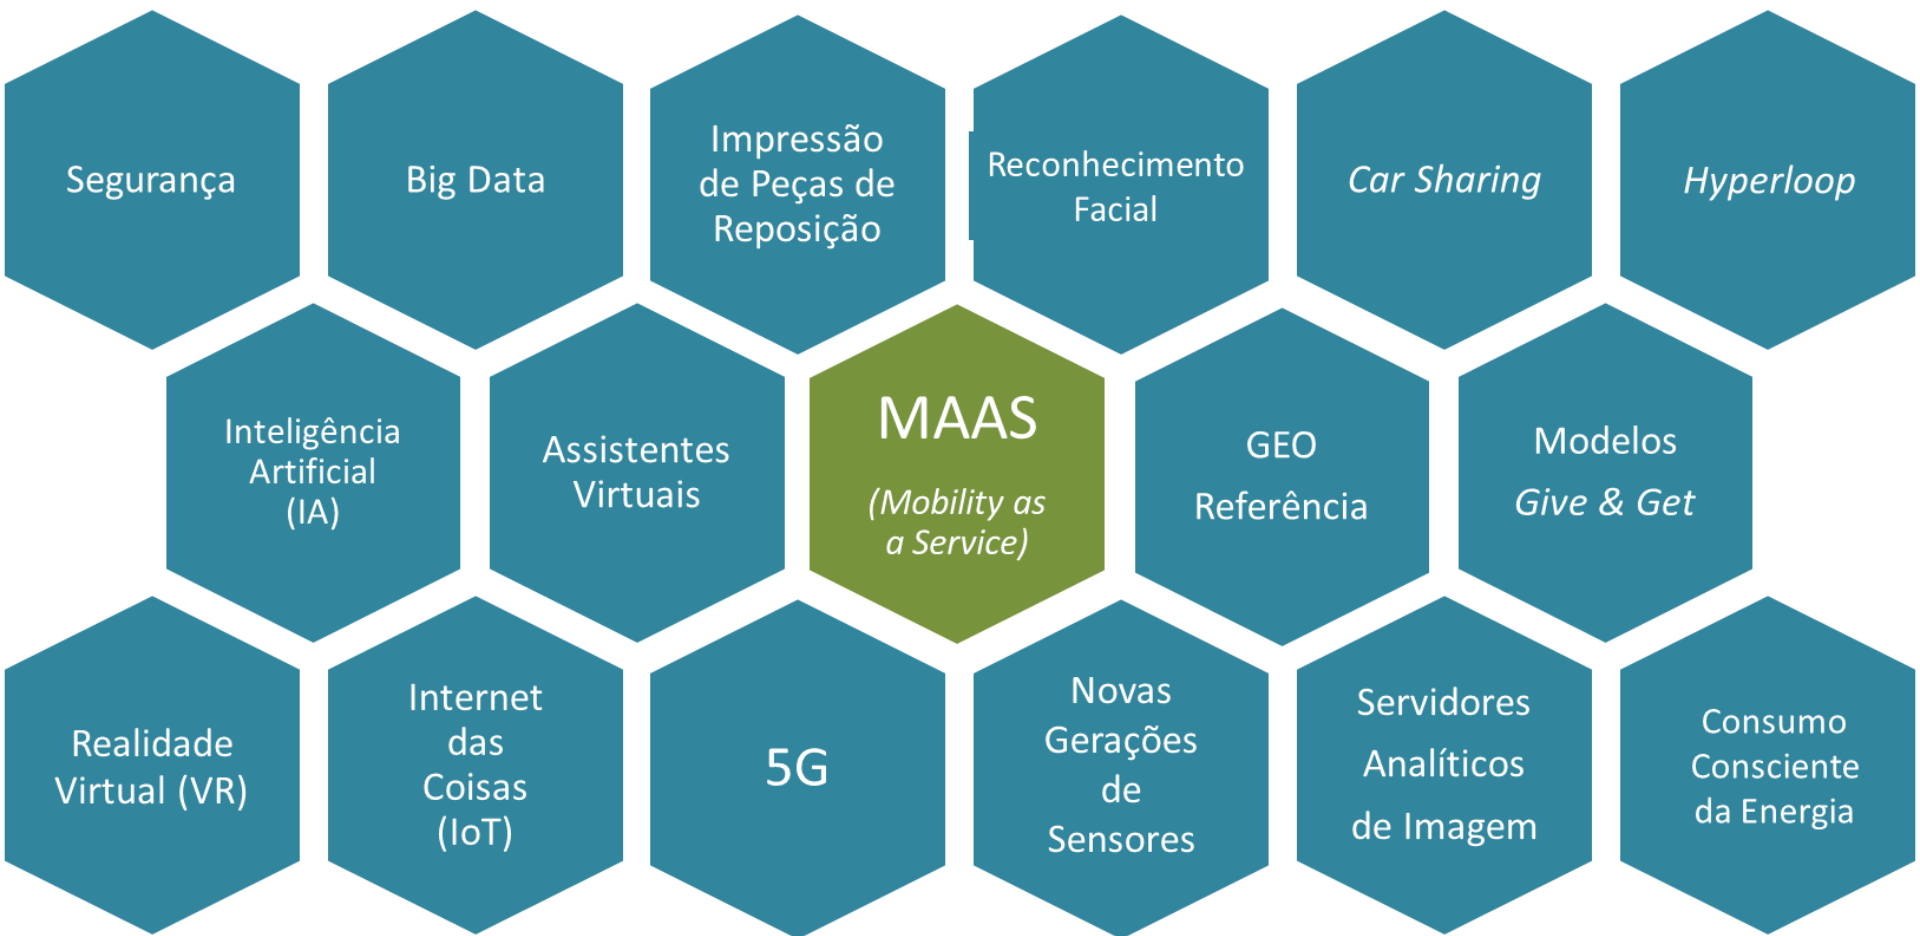 Segurança
Big Data
Impressão
de Peças de
Reposição
Reconhecimento
Facial
Car Sharing
Hyperloop
Inteligência
Artificial
(IA)
Assistentes
Virtuais
MAAS
(Mobility as
a Service)
GEO
Referência
Modelos
Give & Get
Realidade
Virtual (VR)
Internet
das
Coisas
(IoT)
5G
Novas
Gerações
de
Sensores
Servidores
Analíticos
de Imagem
Consumo
Consciente
da Energia